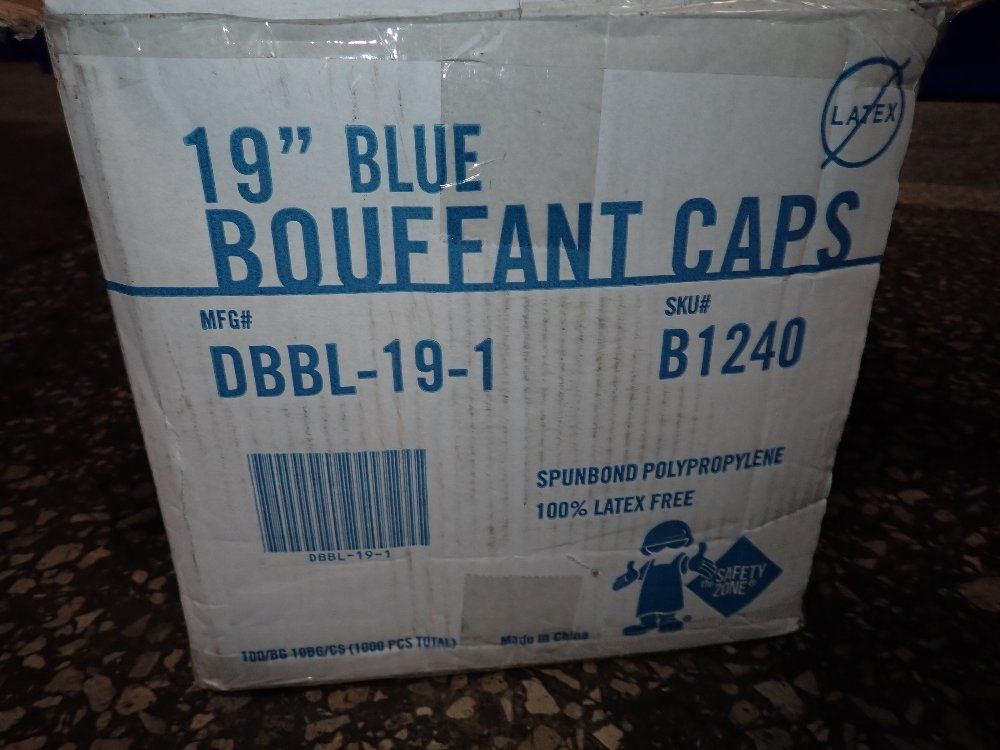 LATEX
19” BLUE
BOUFFANT CAPS
MFG#
DBBL-19-1
SKU#
B1240
DBBL-19-1
SPUNBOND POLYPROPYLENE
100% LATEX FREE
the SAFETY
ZONE®
100/BG 10BG/CS (1000 PCS TOTAL)
Made in China